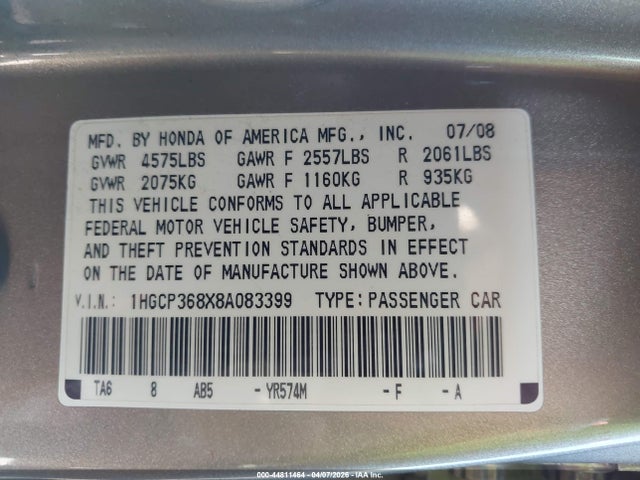 MFD. BY HONDA OF AMERICA MFG., INC. 07/08
GVWR 4575LBS GAWR F 2557LBS R 2061LBS
GVWR 2075KG GAWR F 1160KG R 935KG
THIS VEHICLE CONFORMS TO ALL APPLICABLE
FEDERAL MOTOR VEHICLE SAFETY, BUMPER,
AND THEFT PREVENTION STANDARDS IN EFFECT
ON THE DATE OF MANUFACTURE SHOWN ABOVE.
V.I.N.: 1HGCP368X8A083399 TYPE: PASSENGER CAR
TA6 8 AB5 - YR574M - F - A
000-44811464 04/07/2026 IAA Inc.